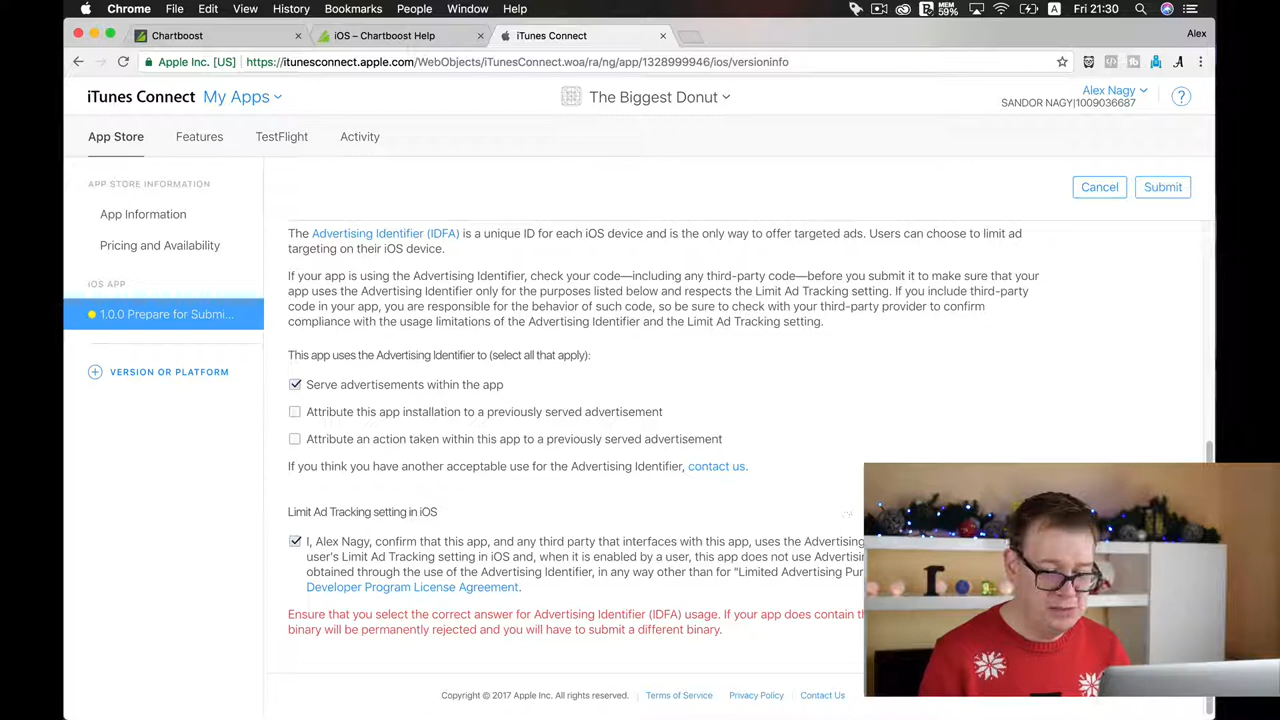 Chrome File Edit View History Bookmarks People Window Help
MEM 59% A Fri 21:30
Chartboost × iOS – Chartboost Help × iTunes Connect × Alex
Apple Inc. [US] https://itunesconnect.apple.com/WebObjects/iTunesConnect.woa/ra/ng/app/1328999946/ios/versioninfo
iTunes Connect My Apps The Biggest Donut Alex Nagy ?
SANDOR NAGY|1009036687
App Store Features TestFlight Activity
APP STORE INFORMATION
App Information
Pricing and Availability
iOS APP
1.0.0 Prepare for Submi...
VERSION OR PLATFORM
Cancel Submit
The Advertising Identifier (IDFA) is a unique ID for each iOS device and is the only way to offer targeted ads. Users can choose to limit ad
targeting on their iOS device.
If your app is using the Advertising Identifier, check your code—including any third-party code—before you submit it to make sure that your
app uses the Advertising Identifier only for the purposes listed below and respects the Limit Ad Tracking setting. If you include third-party
code in your app, you are responsible for the behavior of such code, so be sure to check with your third-party provider to confirm
compliance with the usage limitations of the Advertising Identifier and the Limit Ad Tracking setting.
This app uses the Advertising Identifier to (select all that apply):
Serve advertisements within the app
Attribute this app installation to a previously served advertisement
Attribute an action taken within this app to a previously served advertisement
If you think you have another acceptable use for the Advertising Identifier, contact us.
Limit Ad Tracking setting in iOS
I, Alex Nagy, confirm that this app, and any third party that interfaces with this app, uses the Advertising
user's Limit Ad Tracking setting in iOS and, when it is enabled by a user, this app does not use Advertising
obtained through the use of the Advertising Identifier, in any way other than for "Limited Advertising Pur
Developer Program License Agreement.
Ensure that you select the correct answer for Advertising Identifier (IDFA) usage. If your app does contain th
binary will be permanently rejected and you will have to submit a different binary.
Copyright © 2017 Apple Inc. All rights reserved. | Terms of Service | Privacy Policy | Contact Us